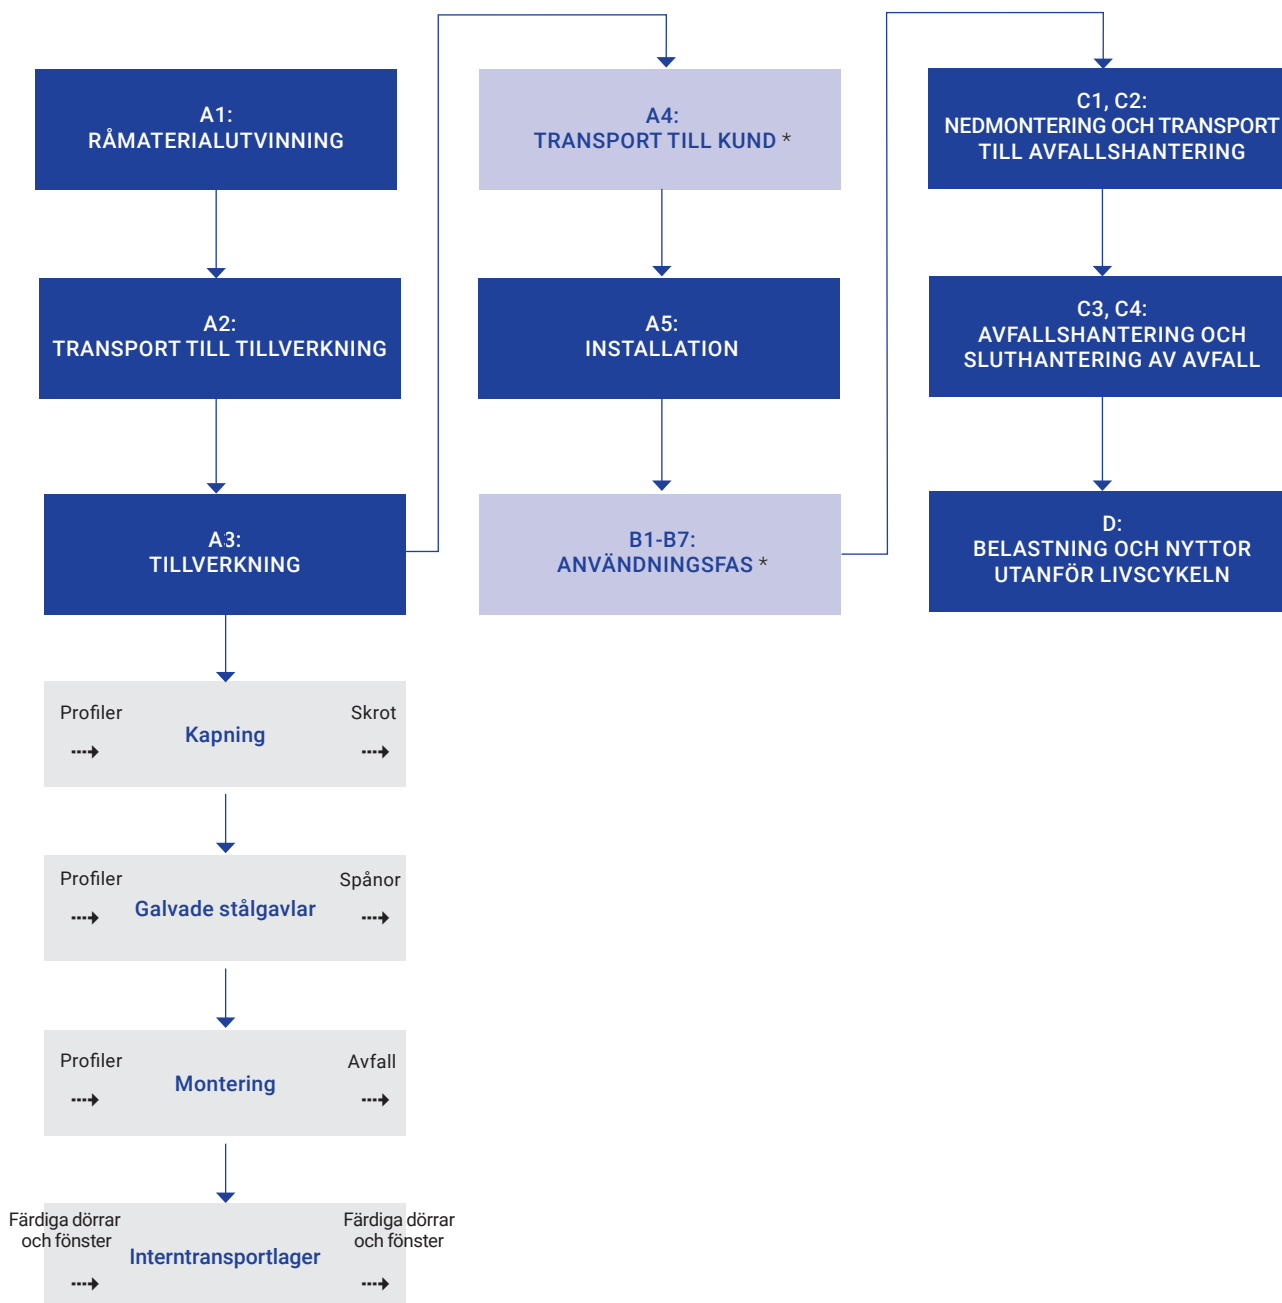 A1:
RÅMATERIALUTVINNING
A2:
TRANSPORT TILL TILLVERKNING
A3:
TILLVERKNING
Profiler
Kapning
Skrot
Profiler
Galvade stålgavlar
Spånor
Profiler
Montering
Avfall
Färdiga dörrar
och fönster
Interntransportlager
Färdiga dörrar
och fönster
A4:
TRANSPORT TILL KUND *
A5:
INSTALLATION
B1-B7:
ANVÄNDNINGSFAS *
C1, C2:
NEDMONTERING OCH TRANSPORT
TILL AVFALLSHANTERING
C3, C4:
AVFALLSHANTERING OCH
SLUTHANTERING AV AVFALL
D:
BELASTNING OCH NYTTOR
UTANFÖR LIVSCYKELN